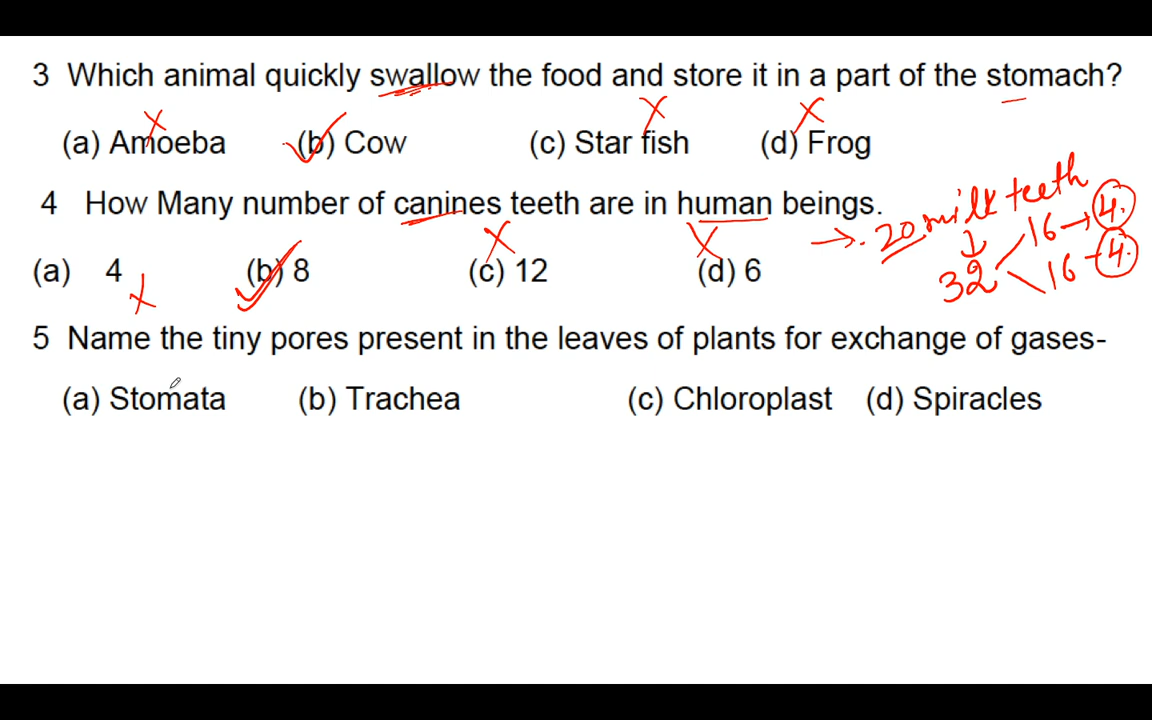 3 Which animal quickly swallow the food and store it in a part of the stomach?
(a) Amoeba (b) Cow (c) Star fish (d) Frog
4 How Many number of canines teeth are in human beings.
→ 20 milk teeth
↓
32 16 → 4
16 → 4
(a) 4 (b) 8 (c) 12 (d) 6
5 Name the tiny pores present in the leaves of plants for exchange of gases-
(a) Stomata (b) Trachea (c) Chloroplast (d) Spiracles